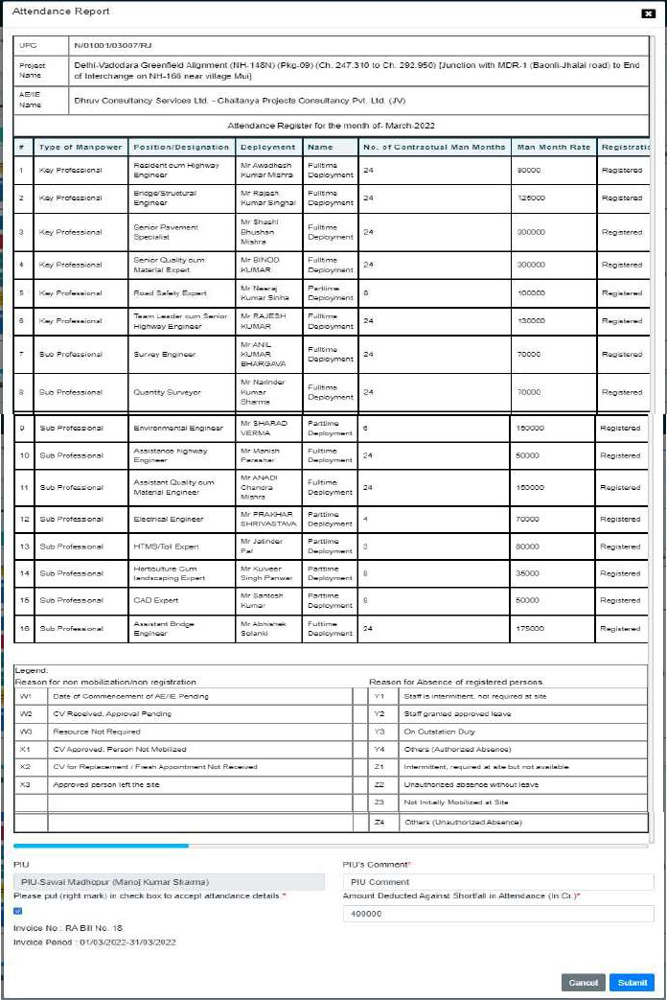 Attendance Report
UPC N/01001/03007/RJ
Project Name Delhi-Vadodara Greenfield Alignment (NH-148N) (Pkg-09) (Ch. 247.310 to Ch. 292.950) [Junction with MDR-1 (Baonli-Jhalai road) to End of Interchange on NH-166 near village Mui]
AE/IE Name Dhruv Consultancy Services Ltd. - Chaitanya Projects Consultancy Pvt. Ltd. (JV)
Attendance Register for the month of- March-2022
# Type of Manpower Position/Designation Deployment Name No. of Contractual Man Months Man Month Rate Registratio
1 Key Professional Resident cum Highway Engineer Mr Awadhesh Kumar Mishra Fulltime Deployment 24 80000 Registered
2 Key Professional Bridge/Structural Engineer Mr Rajesh Kumar Singhal Fulltime Deployment 24 125000 Registered
3 Key Professional Senior Pavement Specialist Mr Shashi Bhushan Mishra Fulltime Deployment 24 300000 Registered
4 Key Professional Senior Quality cum Material Expert Mr BINOD KUMAR Fulltime Deployment 24 300000 Registered
5 Key Professional Road Safety Expert Mr Neeraj Kumar Sinha Parttime Deployment 8 100000 Registered
6 Key Professional Team Leader cum Senior Highway Engineer Mr RAJESH KUMAR Fulltime Deployment 24 130000 Registered
7 Sub Professional Survey Engineer Mr ANIL KUMAR BHARGAVA Fulltime Deployment 24 70000 Registered
8 Sub Professional Quantity Surveyor Mr Narinder Kumar Sharma Fulltime Deployment 24 70000 Registered
9 Sub Professional Environmental Engineer Mr SHARAD VERMA Parttime Deployment 6 Registered
10 Sub Professional Assistance highway Engineer Mr Manish Parashar Fulltime Deployment 24 50000 Registered
11 Sub Professional Assistant Quality cum Material Engineer Mr ANADI Chandra Mishra Fulltime Deployment 24 150000 Registered
12 Sub Professional Electrical Engineer Mr PRAKHAR SHRIVASTAVA Parttime Deployment 4 70000 Registered
13 Sub Professional HTMS/Toll Expert Mr Jatinder Pal Parttime Deployment 3 80000 Registered
14 Sub Professional Horticulture Cum landscaping Expert Mr Kulveer Singh Panwar Parttime Deployment 8 35000 Registered
15 Sub Professional CAD Expert Mr Santosh Kumar Parttime Deployment 8 50000 Registered
16 Sub Professional Assistant Bridge Engineer Mr Abhishek Solanki Fulltime Deployment 24 175000 Registered
Legend:
Reason for non mobilization/non registration. Reason for Absence of registered persons.
W1 Date of Commencement of AE/IE Pending Y1 Staff is intermittent, not required at site
W2 CV Received, Approval Pending Y2 Staff granted approved leave
W3 Resource Not Required Y3 On Outstation Duty
X1 CV Approved, Person Not Mobilized Y4 Others (Authorized Absence)
X2 CV for Replacement / Fresh Appointment Not Received Z1 Intermittent, required at site but not available
X3 Approved person left the site Z2 Unauthorized absence without leave
Z3 Not Initially Mobilized at Site
Z4 Others (Unauthorized Absence)
PIU PIU's Comment*
PIU-Sawai Madhopur (Manoj Kumar Sharma) PIU Comment
Please put (right mark) in check box to accept attandance details.* Amount Deducted Against Shortfall in Attendance (In Cr.)*
400000
Invoice No : RA Bill No. 18
Invoice Period : 01/03/2022-31/03/2022
Cancel Submit